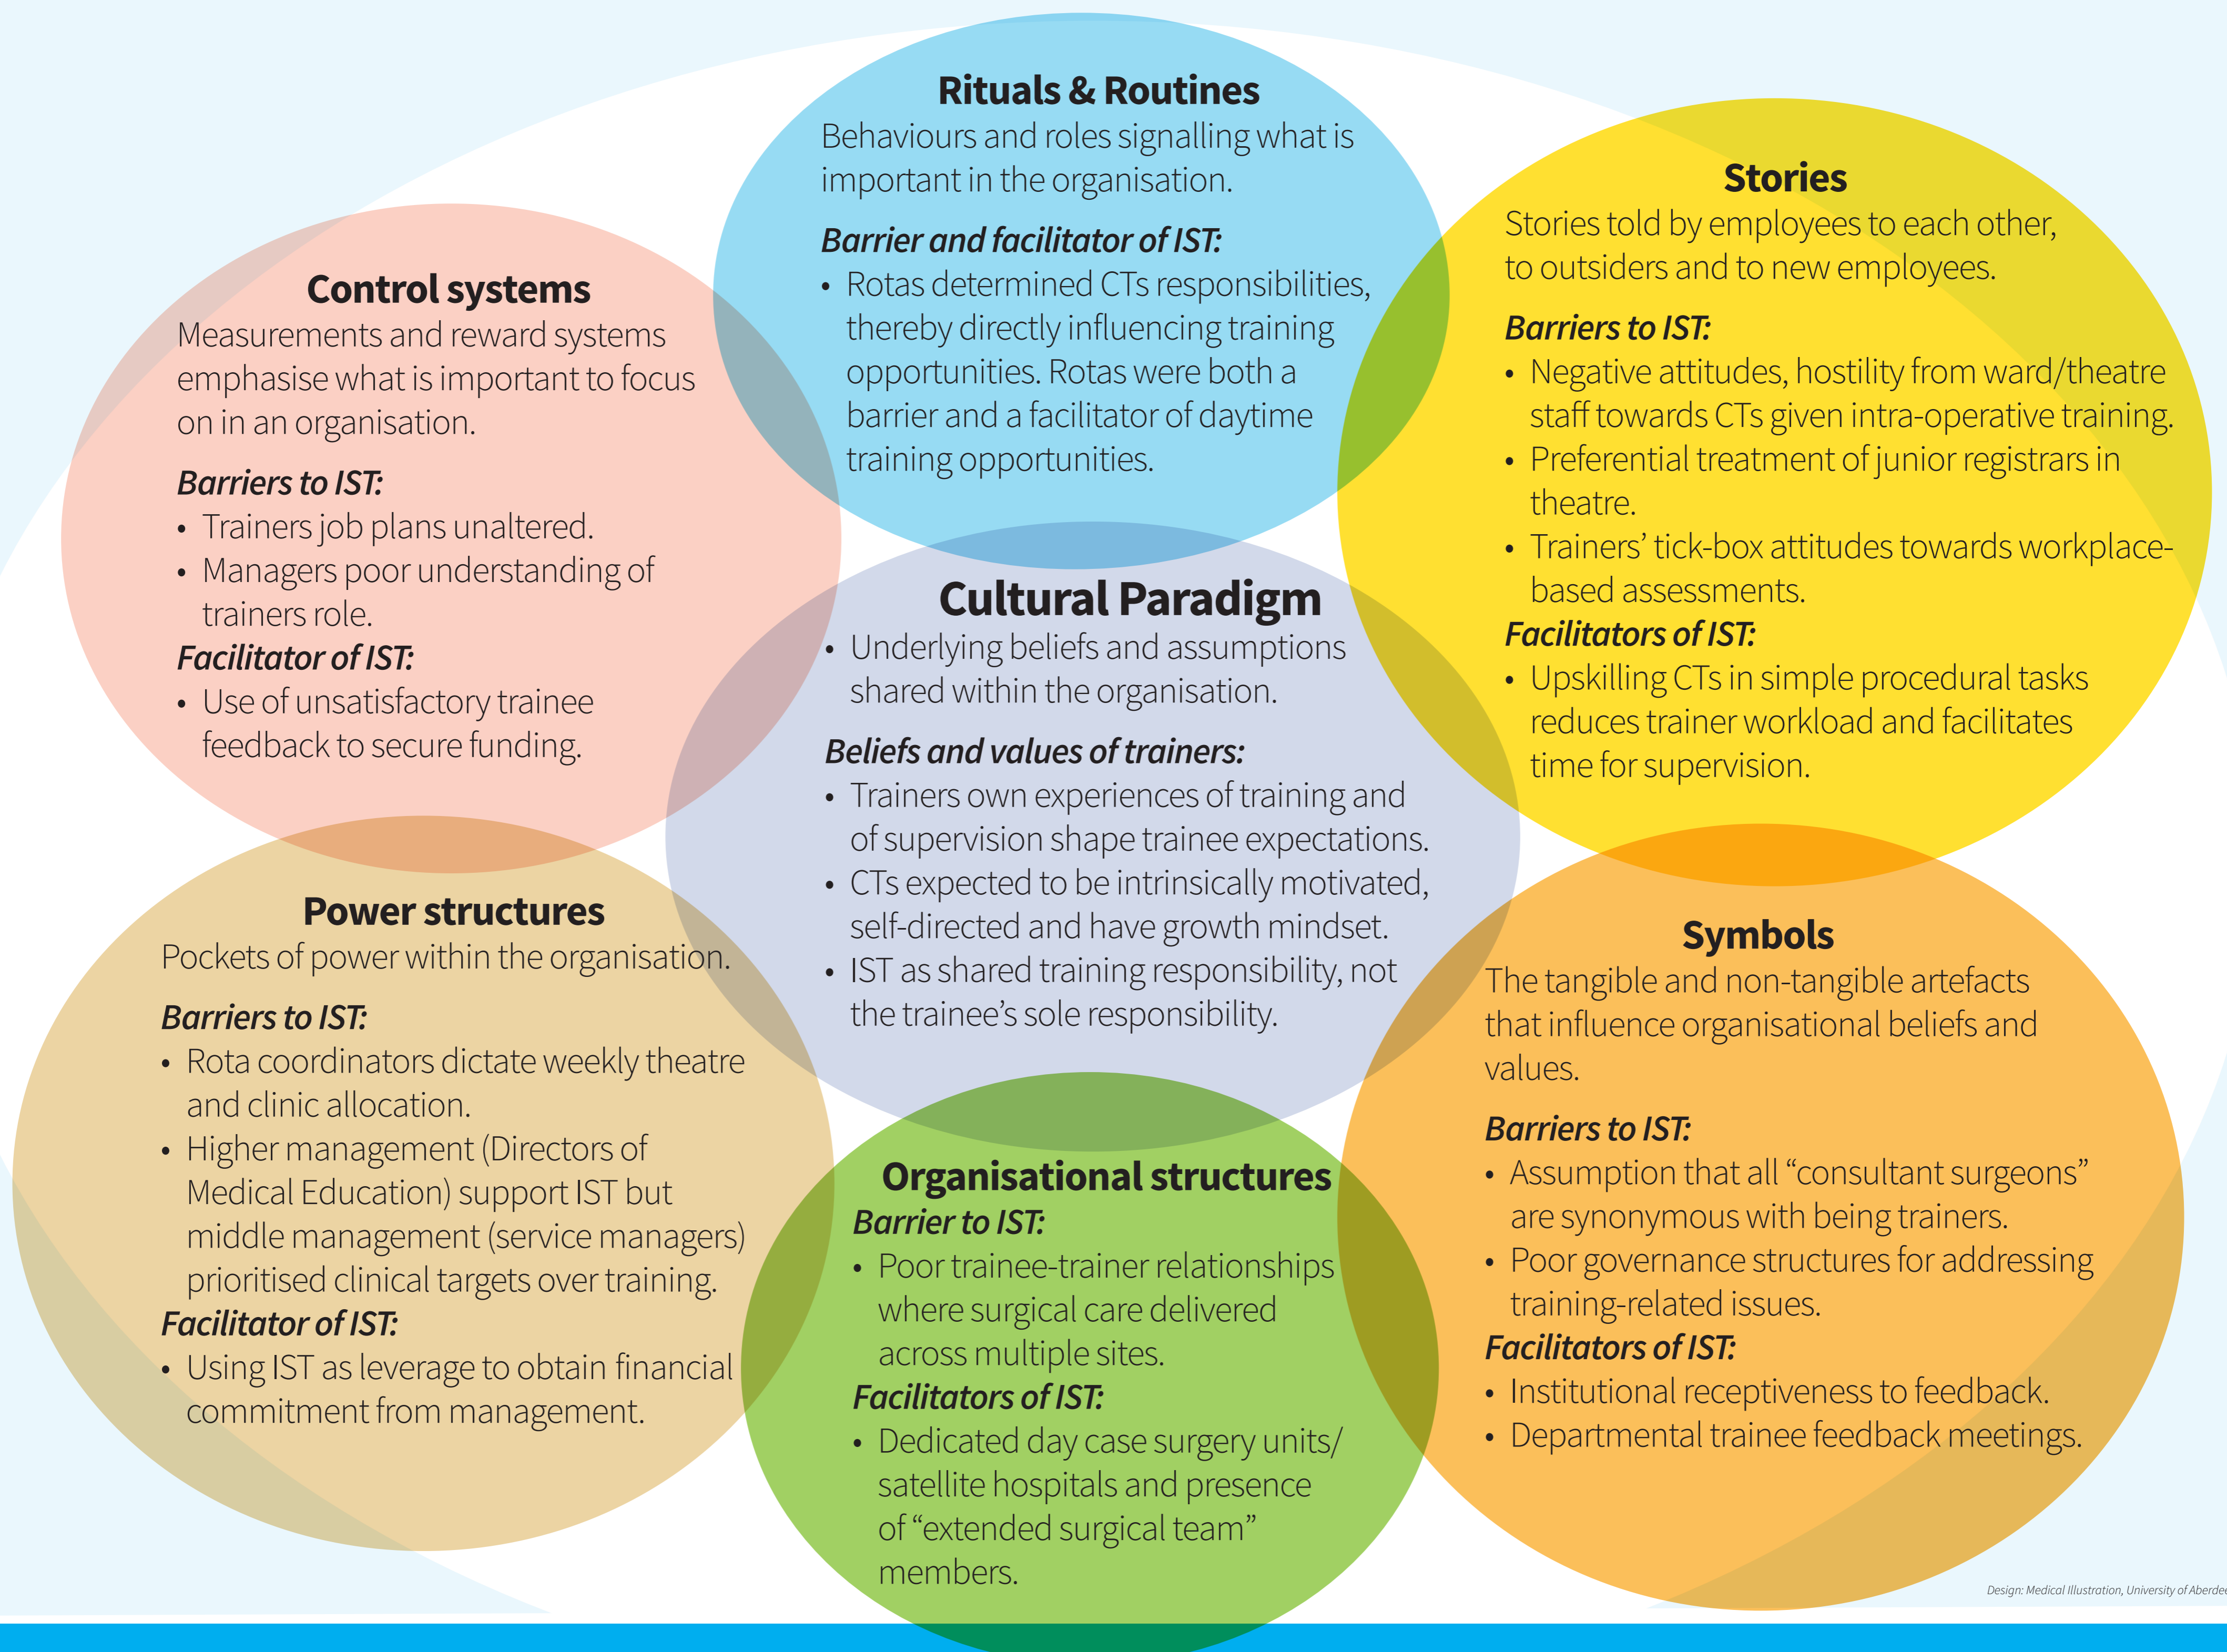 Rituals & Routines
Behaviours and roles signalling what is
important in the organisation.
Barrier and facilitator of IST:
• Rotas determined CTs responsibilities,
thereby directly influencing training
opportunities. Rotas were both a
barrier and a facilitator of daytime
training opportunities.
Stories
Stories told by employees to each other,
to outsiders and to new employees.
Barriers to IST:
• Negative attitudes, hostility from ward/theatre
staff towards CTs given intra-operative training.
• Preferential treatment of junior registrars in
theatre.
• Trainers’ tick-box attitudes towards workplace-
based assessments.
Facilitators of IST:
• Upskilling CTs in simple procedural tasks
reduces trainer workload and facilitates
time for supervision.
Control systems
Measurements and reward systems
emphasise what is important to focus
on in an organisation.
Barriers to IST:
• Trainers job plans unaltered.
• Managers poor understanding of
trainers role.
Facilitator of IST:
• Use of unsatisfactory trainee
feedback to secure funding.
Cultural Paradigm
• Underlying beliefs and assumptions
shared within the organisation.
Beliefs and values of trainers:
• Trainers own experiences of training and
of supervision shape trainee expectations.
• CTs expected to be intrinsically motivated,
self-directed and have growth mindset.
• IST as shared training responsibility, not
the trainee’s sole responsibility.
Power structures
Pockets of power within the organisation.
Barriers to IST:
• Rota coordinators dictate weekly theatre
and clinic allocation.
• Higher management (Directors of
Medical Education) support IST but
middle management (service managers)
prioritised clinical targets over training.
Facilitator of IST:
• Using IST as leverage to obtain financial
commitment from management.
Organisational structures
Barrier to IST:
• Poor trainee-trainer relationships
where surgical care delivered
across multiple sites.
Facilitators of IST:
• Dedicated day case surgery units/
satellite hospitals and presence
of “extended surgical team”
members.
Symbols
The tangible and non-tangible artefacts
that influence organisational beliefs and
values.
Barriers to IST:
• Assumption that all “consultant surgeons”
are synonymous with being trainers.
• Poor governance structures for addressing
training-related issues.
Facilitators of IST:
• Institutional receptiveness to feedback.
• Departmental trainee feedback meetings.
Design: Medical Illustration, University of